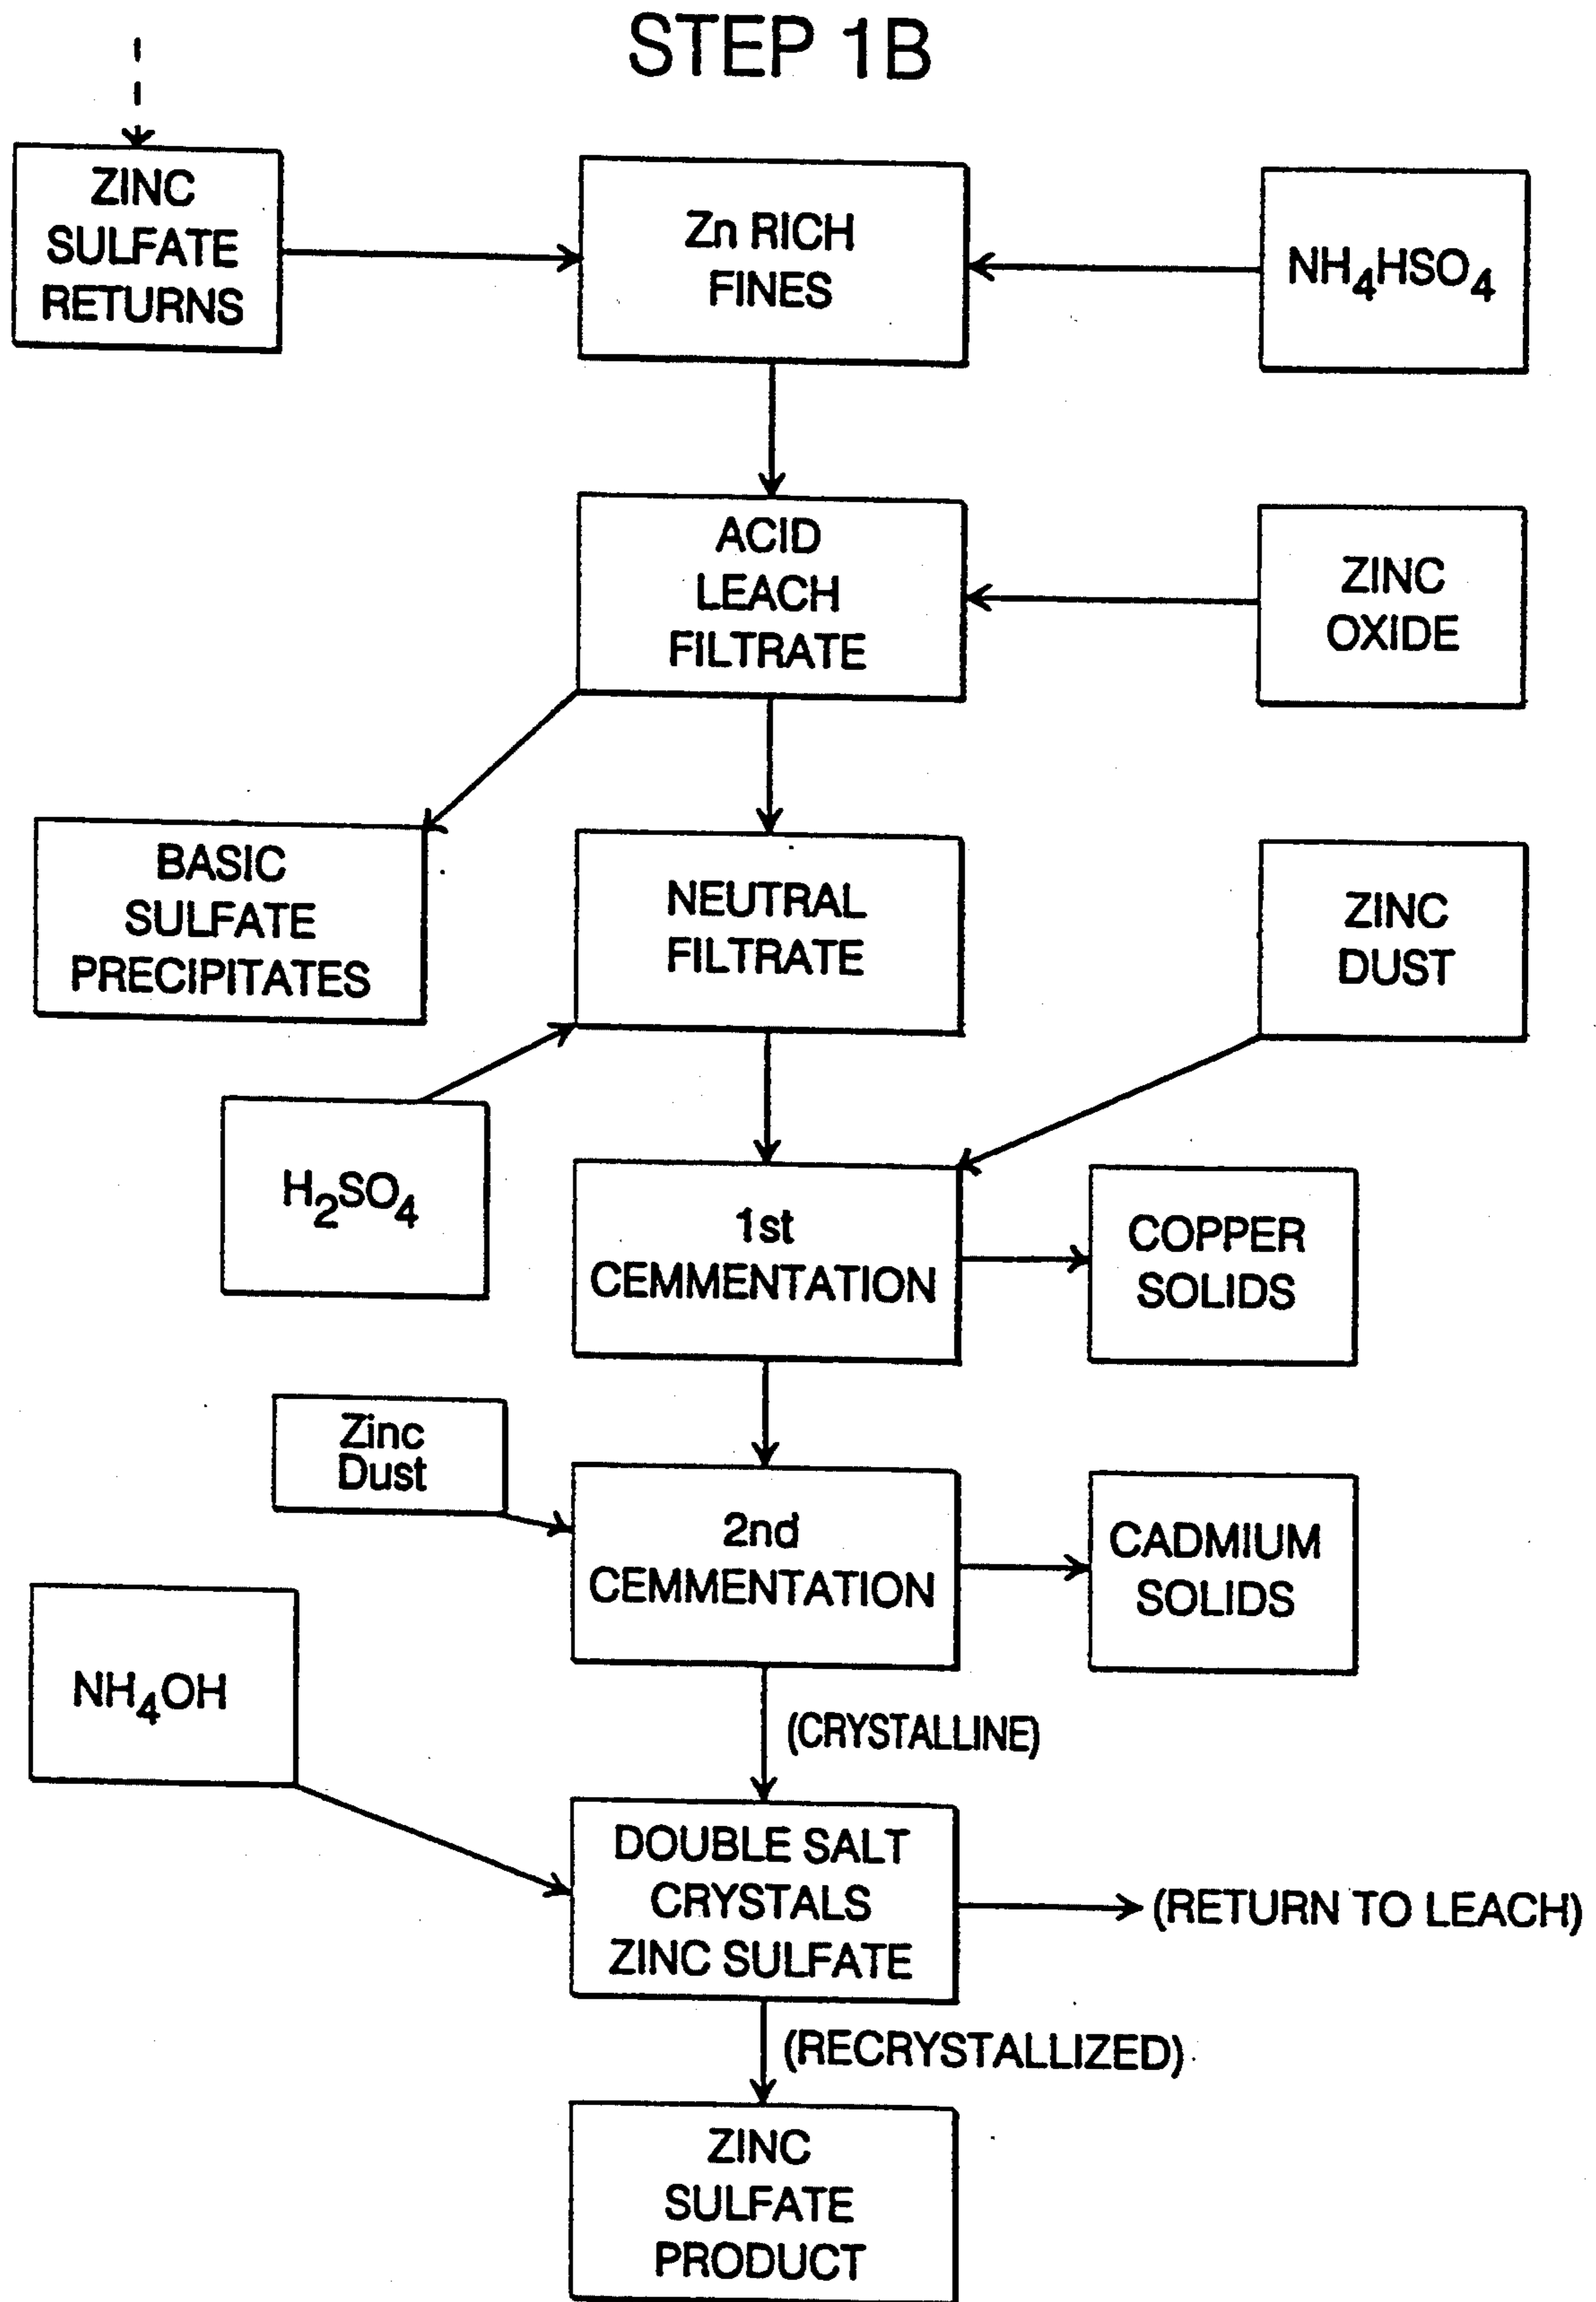 STEP 1B
ZINC
SULFATE
RETURNS
Zn RICH
FINES
NH4HSO4
ACID
LEACH
FILTRATE
ZINC
OXIDE
BASIC
SULFATE
PRECIPITATES
NEUTRAL
FILTRATE
ZINC
DUST
H2SO4
1st
CEMMENTATION
COPPER
SOLIDS
Zinc
Dust
2nd
CEMMENTATION
CADMIUM
SOLIDS
NH4OH
(CRYSTALLINE)
DOUBLE SALT
CRYSTALS
ZINC SULFATE
(RETURN TO LEACH)
(RECRYSTALLIZED)
ZINC
SULFATE
PRODUCT